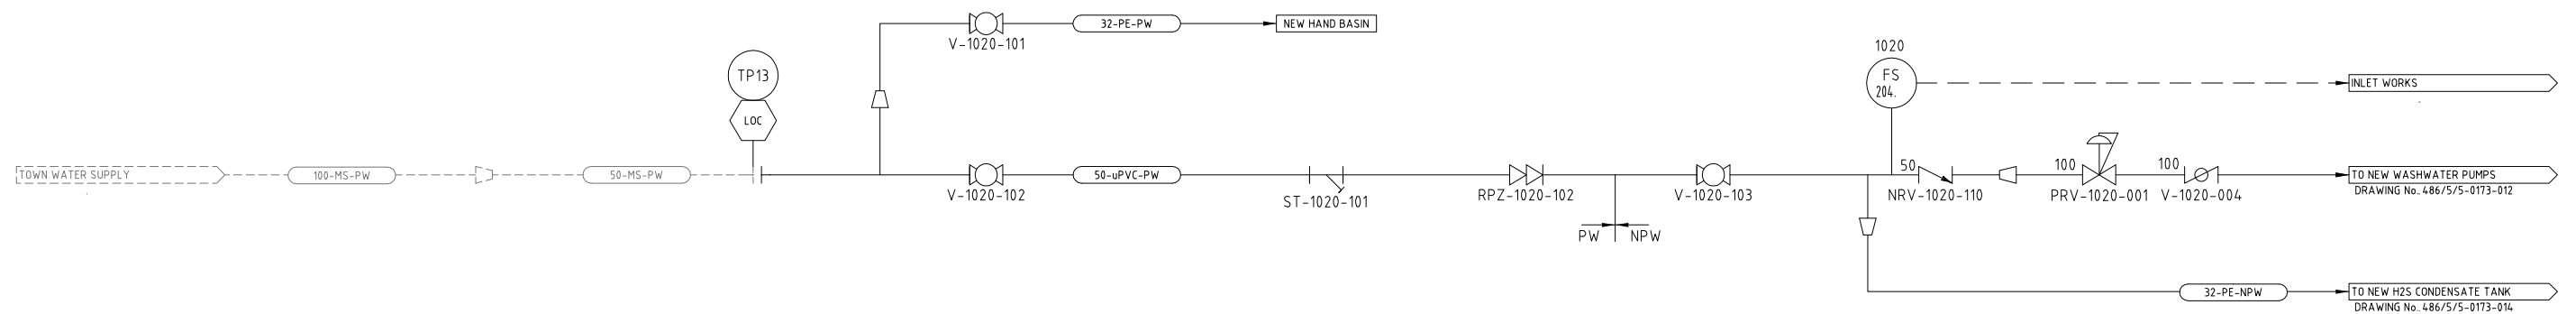 32-PE-PW
NEW HAND BASIN
V-1020-101
1020
TP13
FS
204.
INLET WORKS
LOC
TOWN WATER SUPPLY
100-MS-PW
50-MS-PW
50-uPVC-PW
50
100
100
TO NEW WASHWATER PUMPS
DRAWING No.. 486/5/5-0173-012
V-1020-102
ST-1020-101
RPZ-1020-102
V-1020-103
NRV-1020-110
PRV-1020-001
V-1020-004
PW
NPW
32-PE-NPW
TO NEW H2S CONDENSATE TANK
DRAWING No.. 486/5/5-0173-014